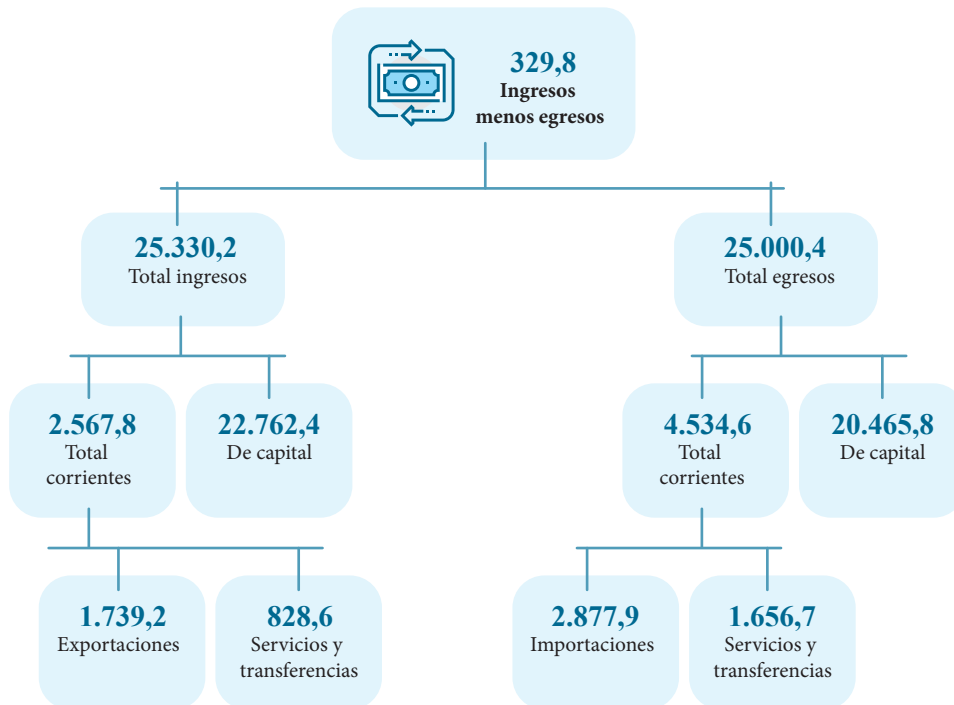 329,8
Ingresos
menos egresos
25.330,2
Total ingresos
25.000,4
Total egresos
2.567,8
Total
corrientes
22.762,4
De capital
4.534,6
Total
corrientes
20.465,8
De capital
1.739,2
Exportaciones
828,6
Servicios y
transferencias
2.877,9
Importaciones
1.656,7
Servicios y
transferencias